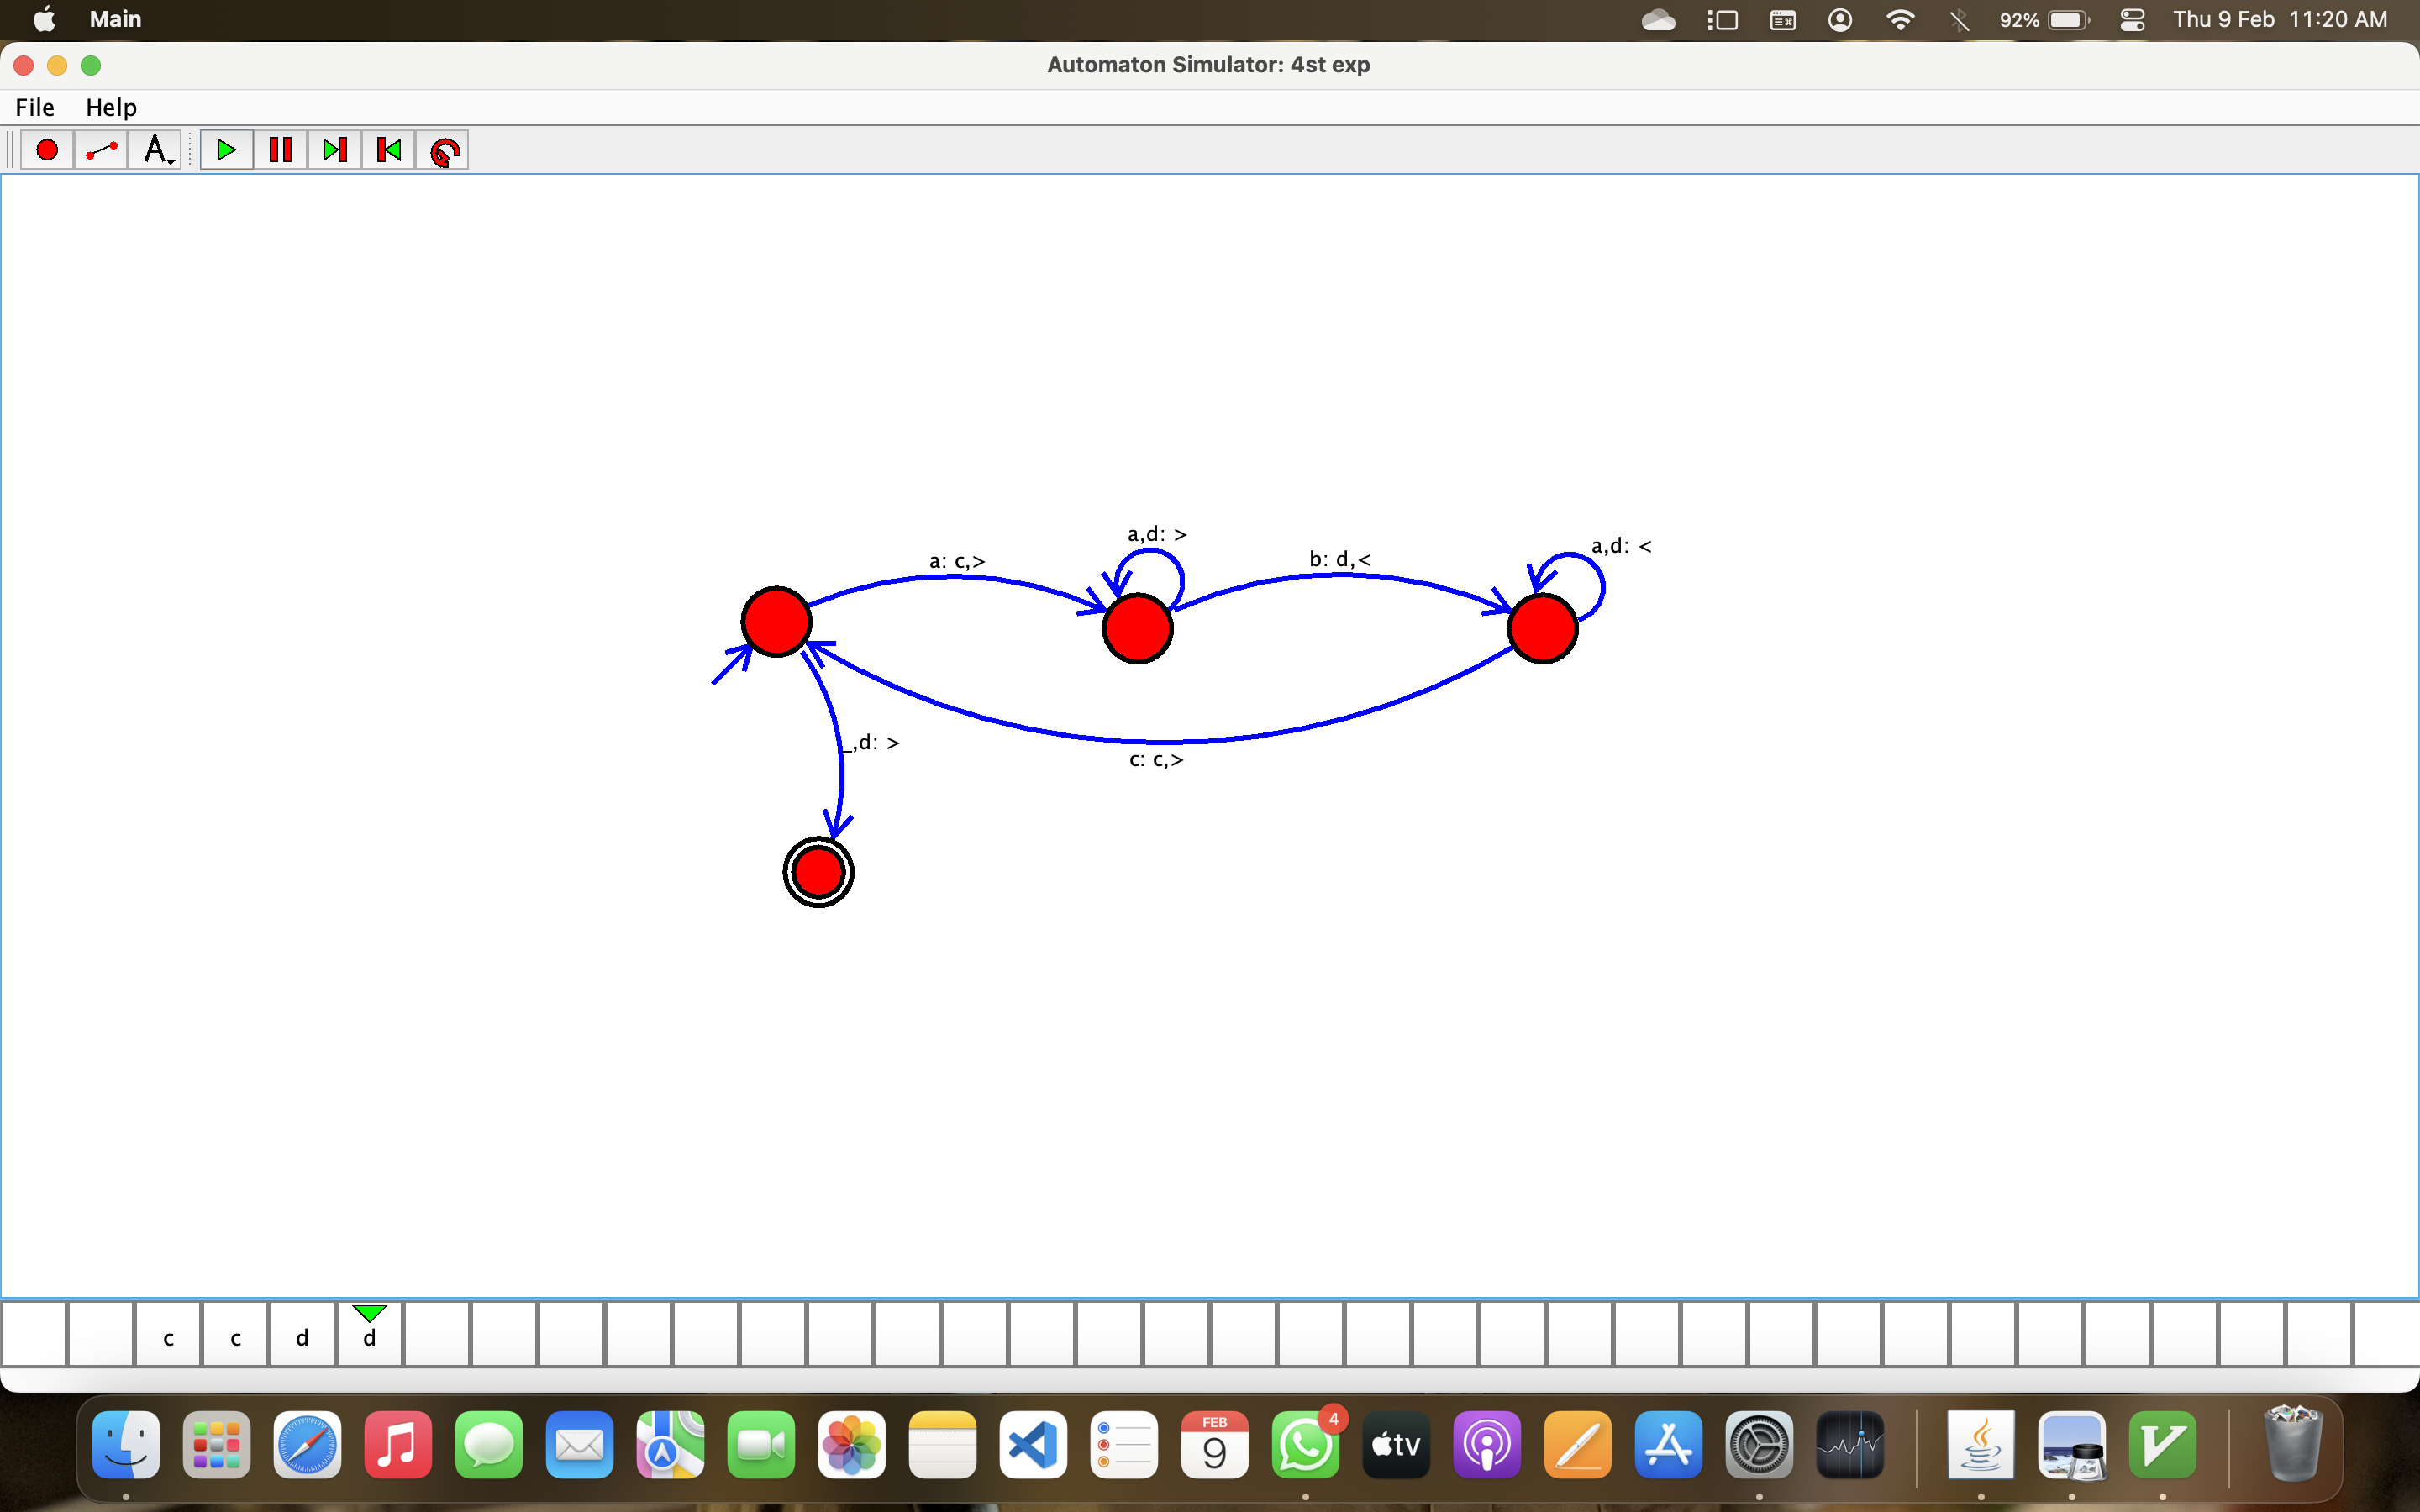 Main 92% Thu 9 Feb 11:20 AM
Automaton Simulator: 4st exp
File Help
A
a,d: >
a,d: <
a: c,>
b: d,<
_,d: >
c: c,>
c c d d
FEB
9
4
tv